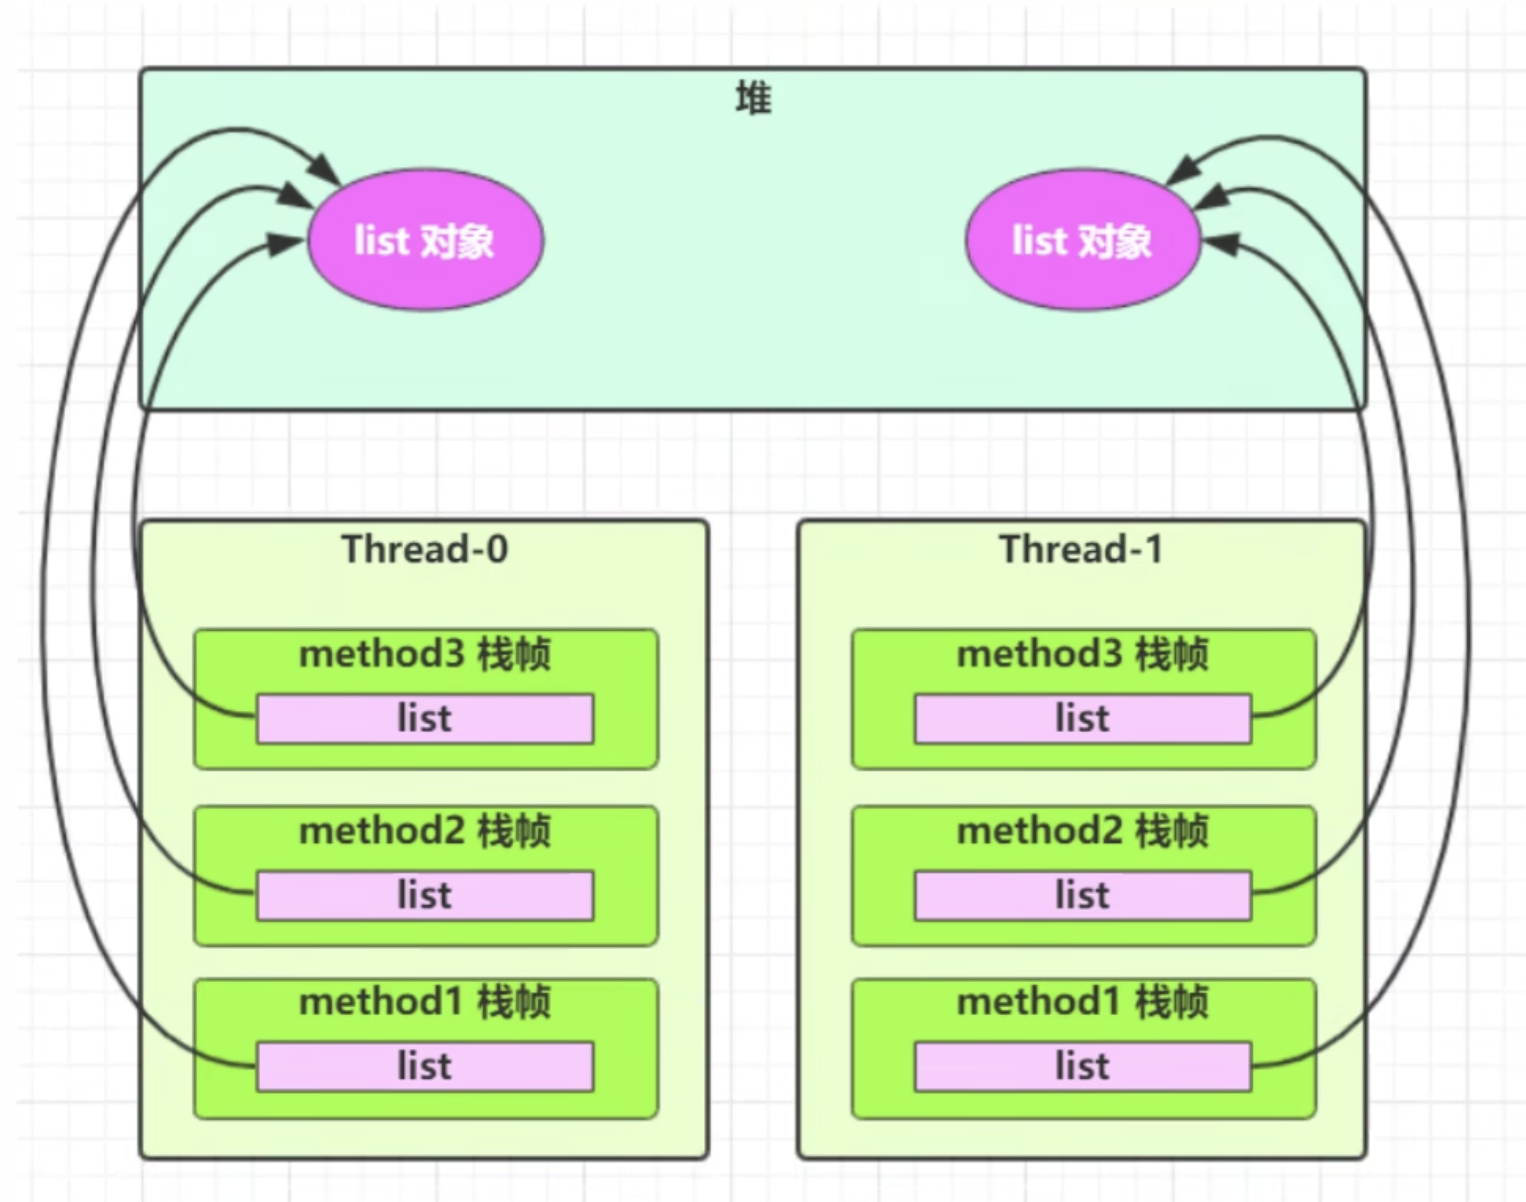 堆
list 对象
list 对象
Thread-0
method3 栈帧
list
method2 栈帧
list
method1 栈帧
list
Thread-1
method3 栈帧
list
method2 栈帧
list
method1 栈帧
list